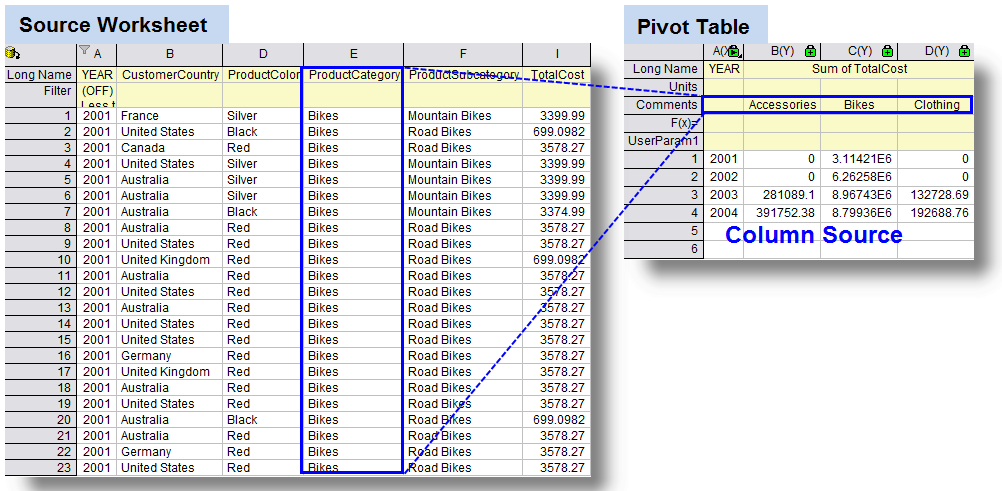 Source Worksheet
A B D E F I
Long Name YEAR CustomerCountry ProductColor ProductCategory ProductSubcategory TotalCost
Filter (OFF)
Less t
1 2001 France Silver Bikes Mountain Bikes 3399.99
2 2001 United States Black Bikes Road Bikes 699.0982
3 2001 Canada Red Bikes Road Bikes 3578.27
4 2001 United States Silver Bikes Mountain Bikes 3399.99
5 2001 Australia Silver Bikes Mountain Bikes 3399.99
6 2001 Australia Silver Bikes Mountain Bikes 3399.99
7 2001 Australia Black Bikes Mountain Bikes 3374.99
8 2001 Australia Red Bikes Road Bikes 3578.27
9 2001 United States Red Bikes Road Bikes 3578.27
10 2001 United Kingdom Red Bikes Road Bikes 699.0982
11 2001 Australia Red Bikes Road Bikes 3578.27
12 2001 United States Red Bikes Road Bikes 3578.27
13 2001 Australia Red Bikes Road Bikes 3578.27
14 2001 United States Red Bikes Road Bikes 3578.27
15 2001 United States Red Bikes Road Bikes 3578.27
16 2001 Germany Red Bikes Road Bikes 3578.27
17 2001 United Kingdom Red Bikes Road Bikes 3578.27
18 2001 Australia Red Bikes Road Bikes 3578.27
19 2001 United States Red Bikes Road Bikes 3578.27
20 2001 Australia Black Bikes Road Bikes 699.0982
21 2001 Australia Red Bikes Road Bikes 3578.27
22 2001 Germany Red Bikes Road Bikes 3578.27
23 2001 United States Red Bikes Road Bikes 3578.27
Pivot Table
A(X) B(Y) C(Y) D(Y)
Long Name YEAR Sum of TotalCost
Units
Comments Accessories Bikes Clothing
F(x)=
UserParam1
1 2001 0 3.11421E6 0
2 2002 0 6.26258E6 0
3 2003 281089.1 8.96743E6 132728.69
4 2004 391752.38 8.79936E6 192688.76
5
Column Source
6